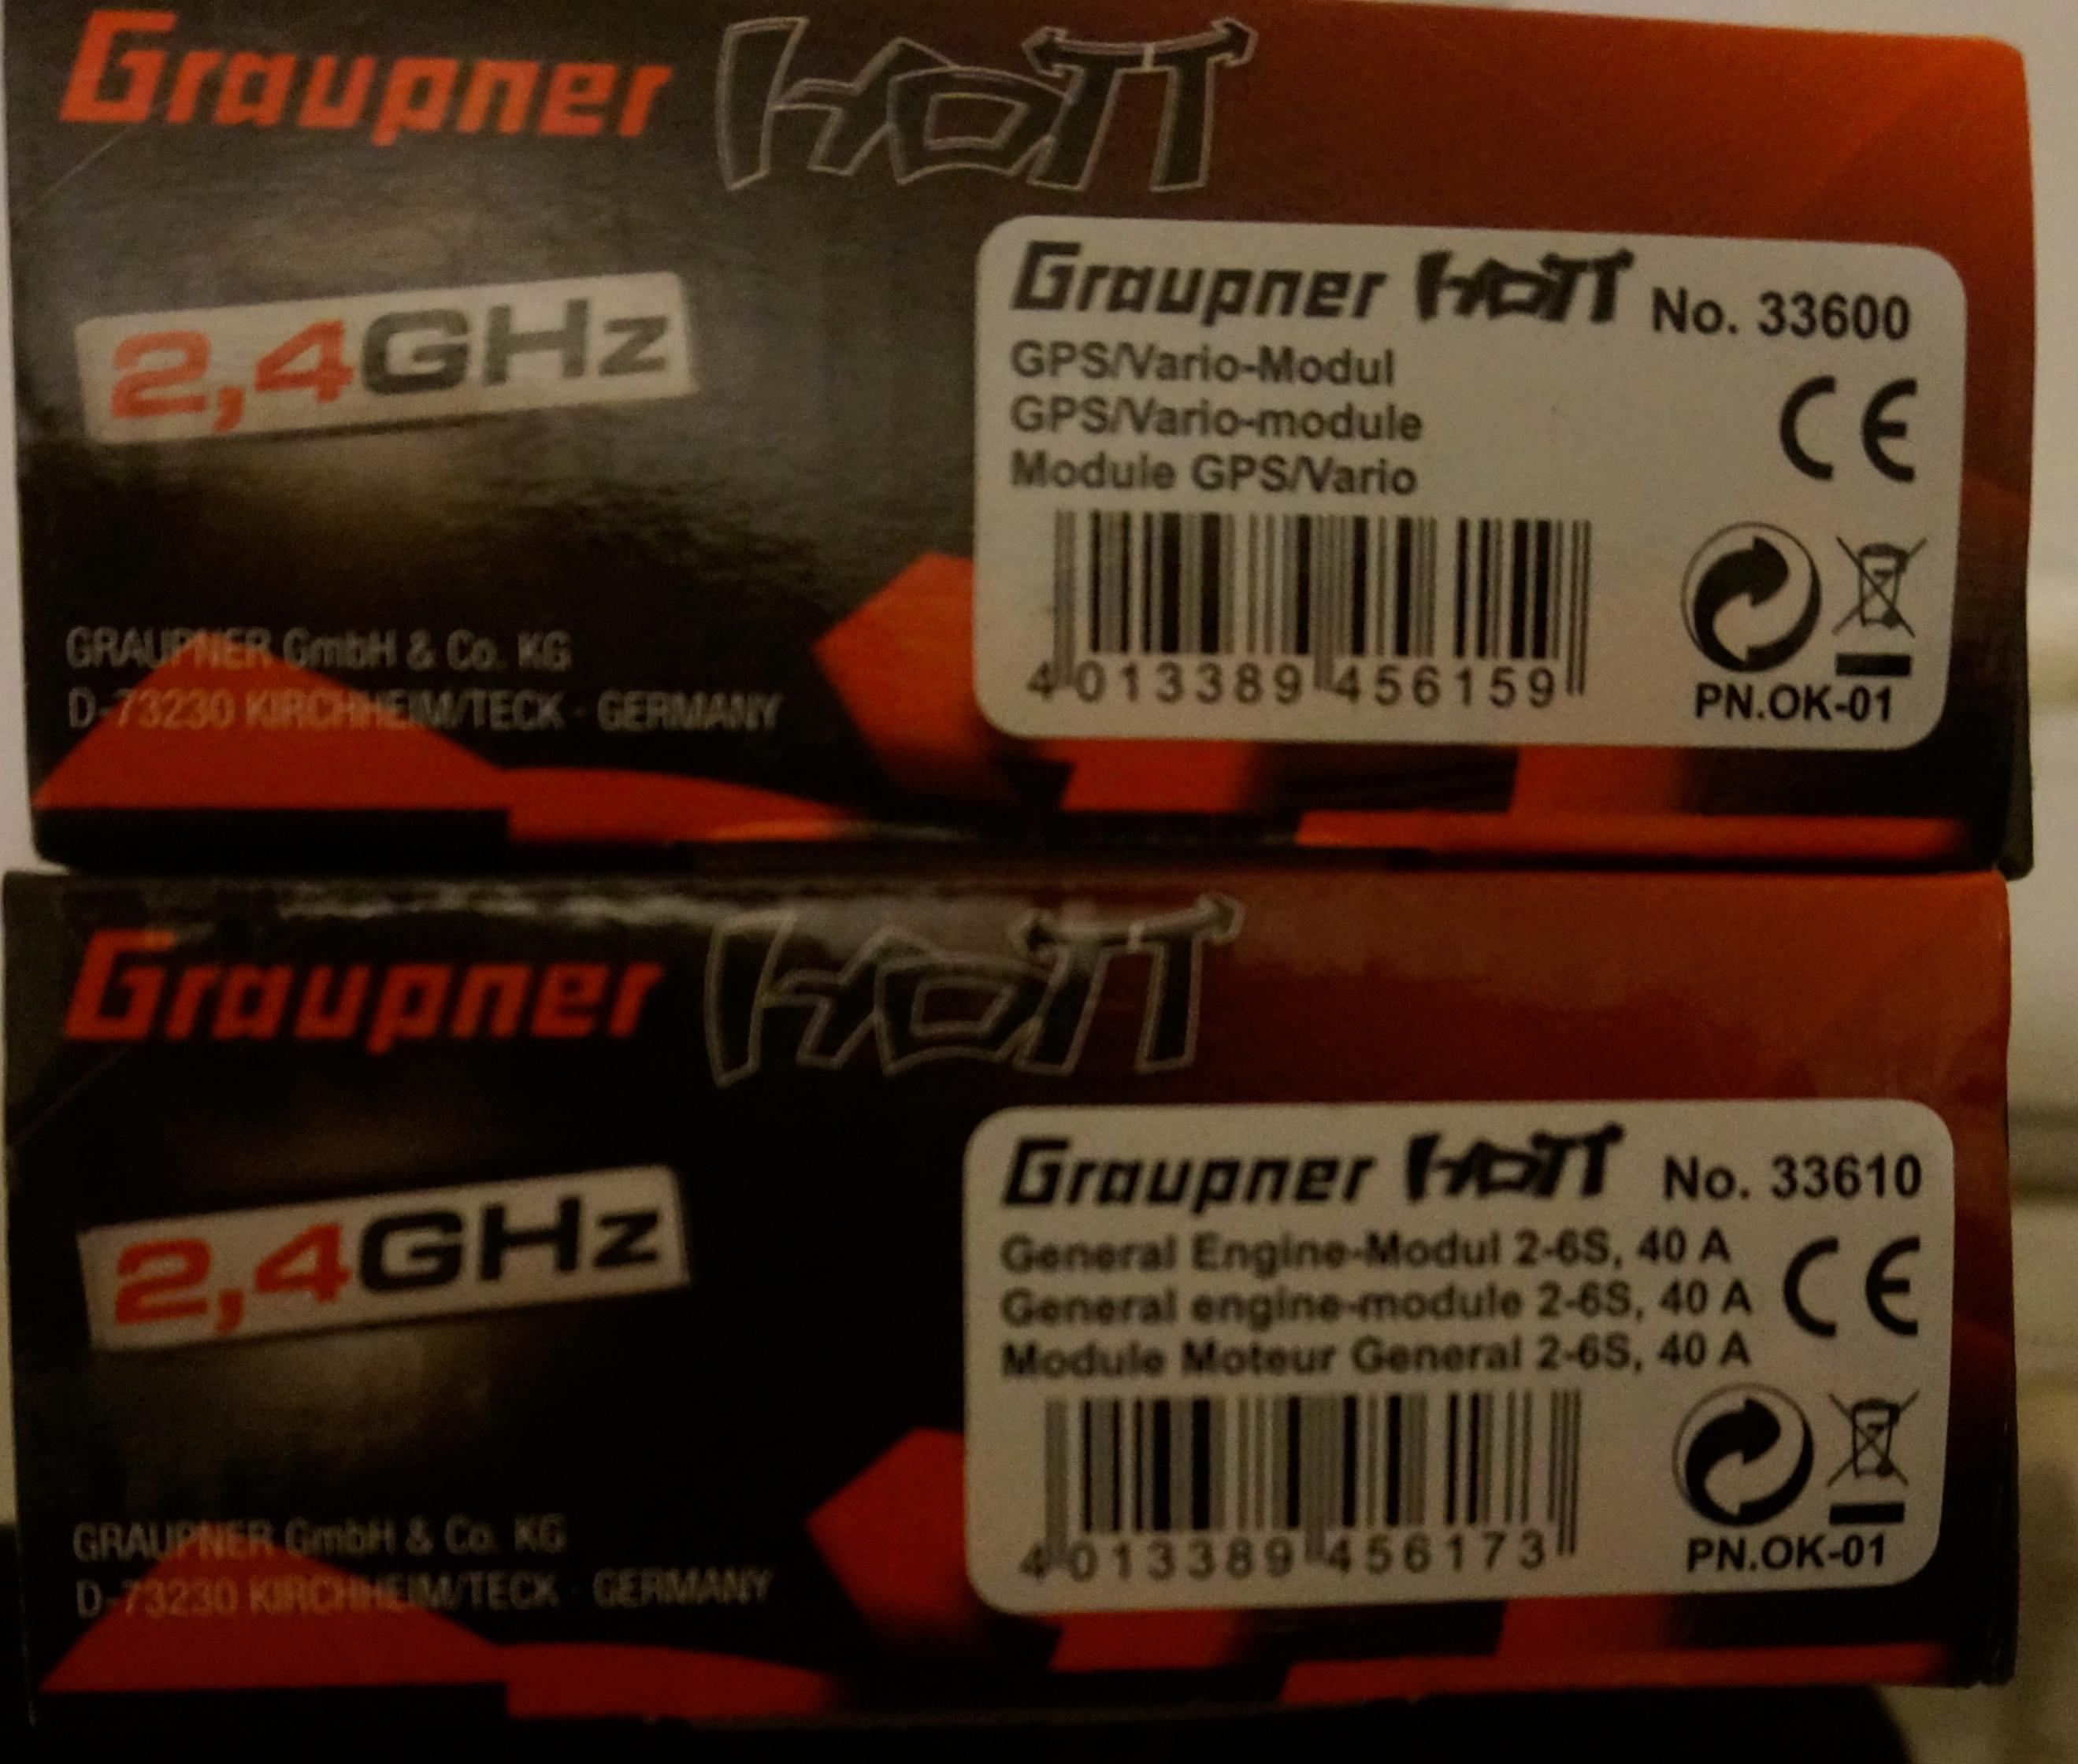 Graupner HOTT
2,4GHz
GRAUPNER GmbH & Co. KG
D-73230 KIRCHHEIM/TECK · GERMANY
Graupner HOTT No. 33600
GPS/Vario-Modul
GPS/Vario-module
Module GPS/Vario
CE
4 013389 456159
PN.OK-01
Graupner HOTT
2,4GHz
GRAUPNER GmbH & Co. KG
D-73230 KIRCHHEIM/TECK · GERMANY
Graupner HOTT No. 33610
General Engine-Modul 2-6S, 40 A
General engine-module 2-6S, 40 A
Module Moteur General 2-6S, 40 A
CE
4 013389 456173
PN.OK-01